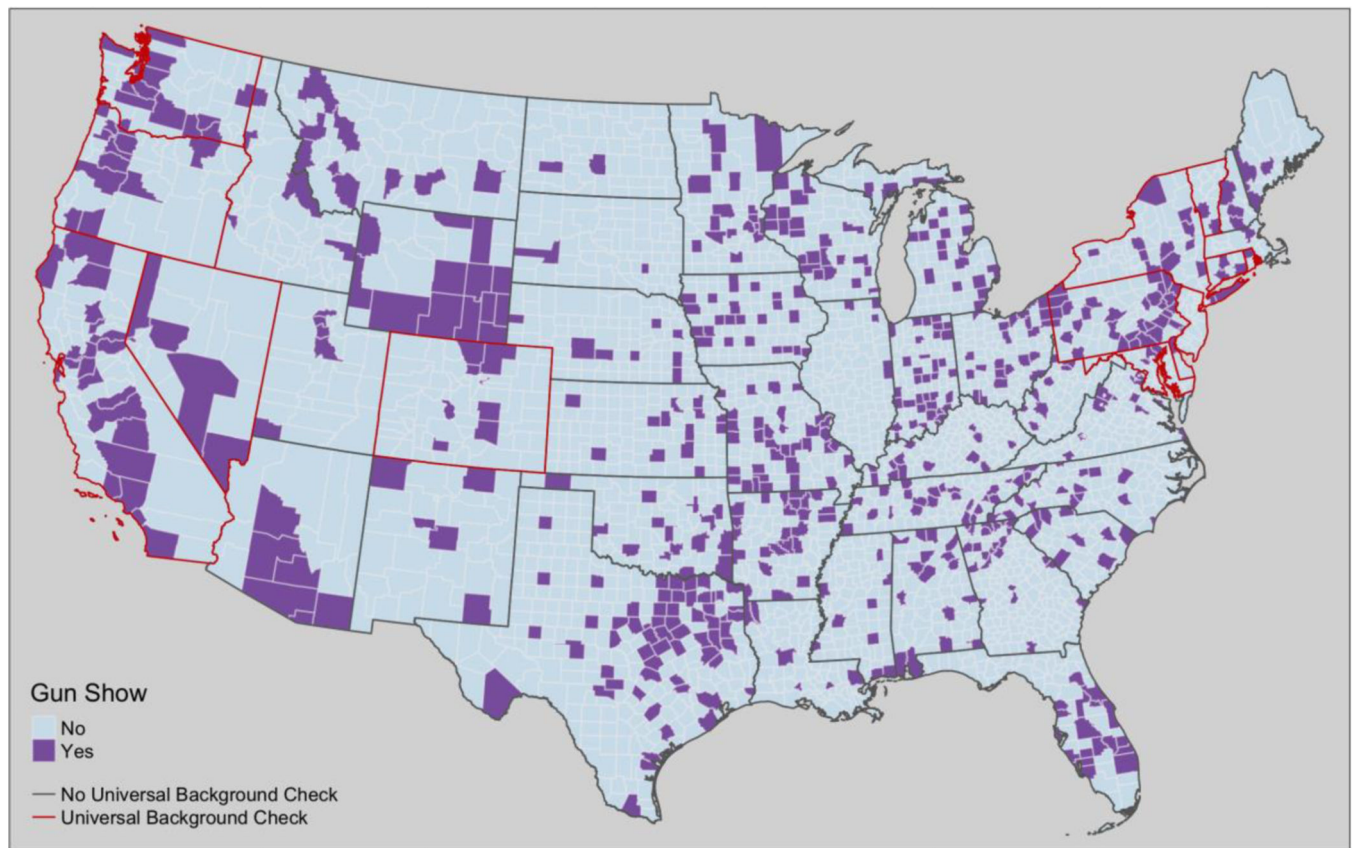 Gun Show
No
Yes
No Universal Background Check
Universal Background Check